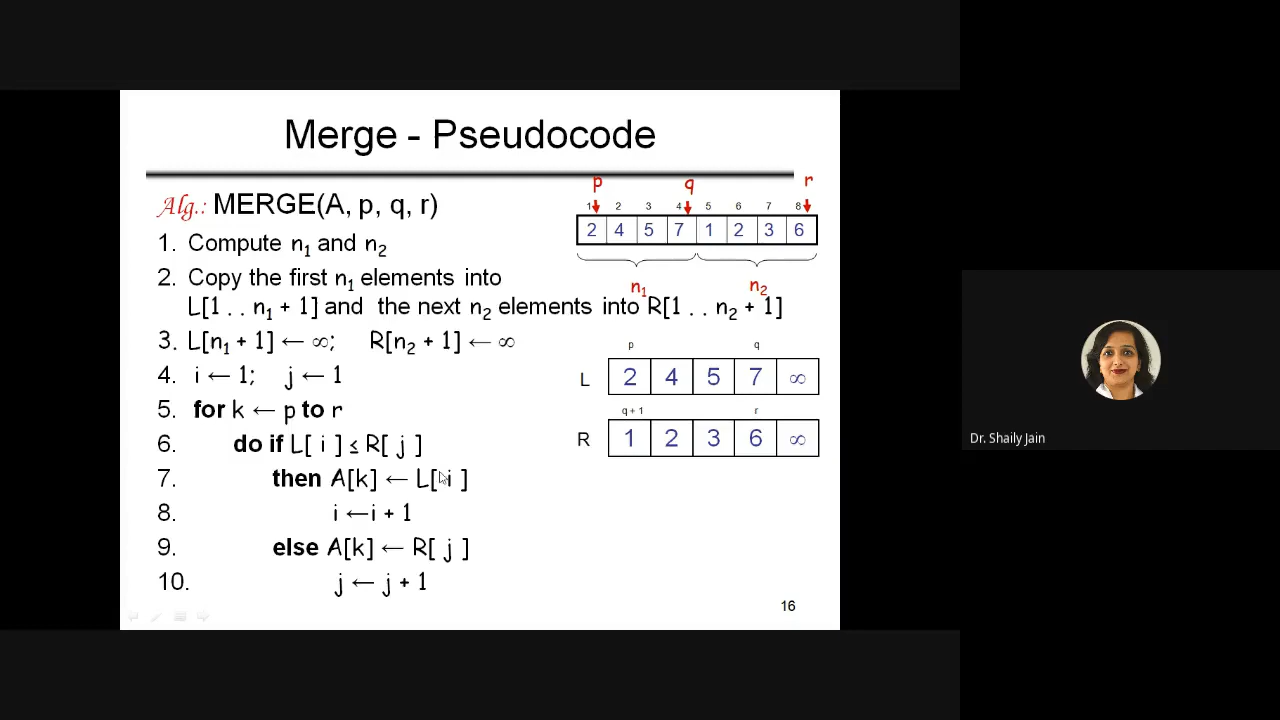 Merge - Pseudocode
Alg.: MERGE(A, p, q, r)
1. Compute n₁ and n₂
2. Copy the first n₁ elements into
L[1 . . n₁ + 1] and the next n₂ elements into R[1 . . n₂ + 1]
3. L[n₁ + 1] ← ∞; R[n₂ + 1] ← ∞
4. i ← 1; j ← 1
5. for k ← p to r
6. do if L[ i ] ≤ R[ j ]
7. then A[k] ← L[ i ]
8. i ←i + 1
9. else A[k] ← R[ j ]
10. j ← j + 1
p q r
1 2 3 4 5 6 7 8
2 4 5 7 1 2 3 6
n₁ n₂
p q
L 2 4 5 7 ∞
q + 1 r
R 1 2 3 6 ∞
16
Dr. Shaily Jain